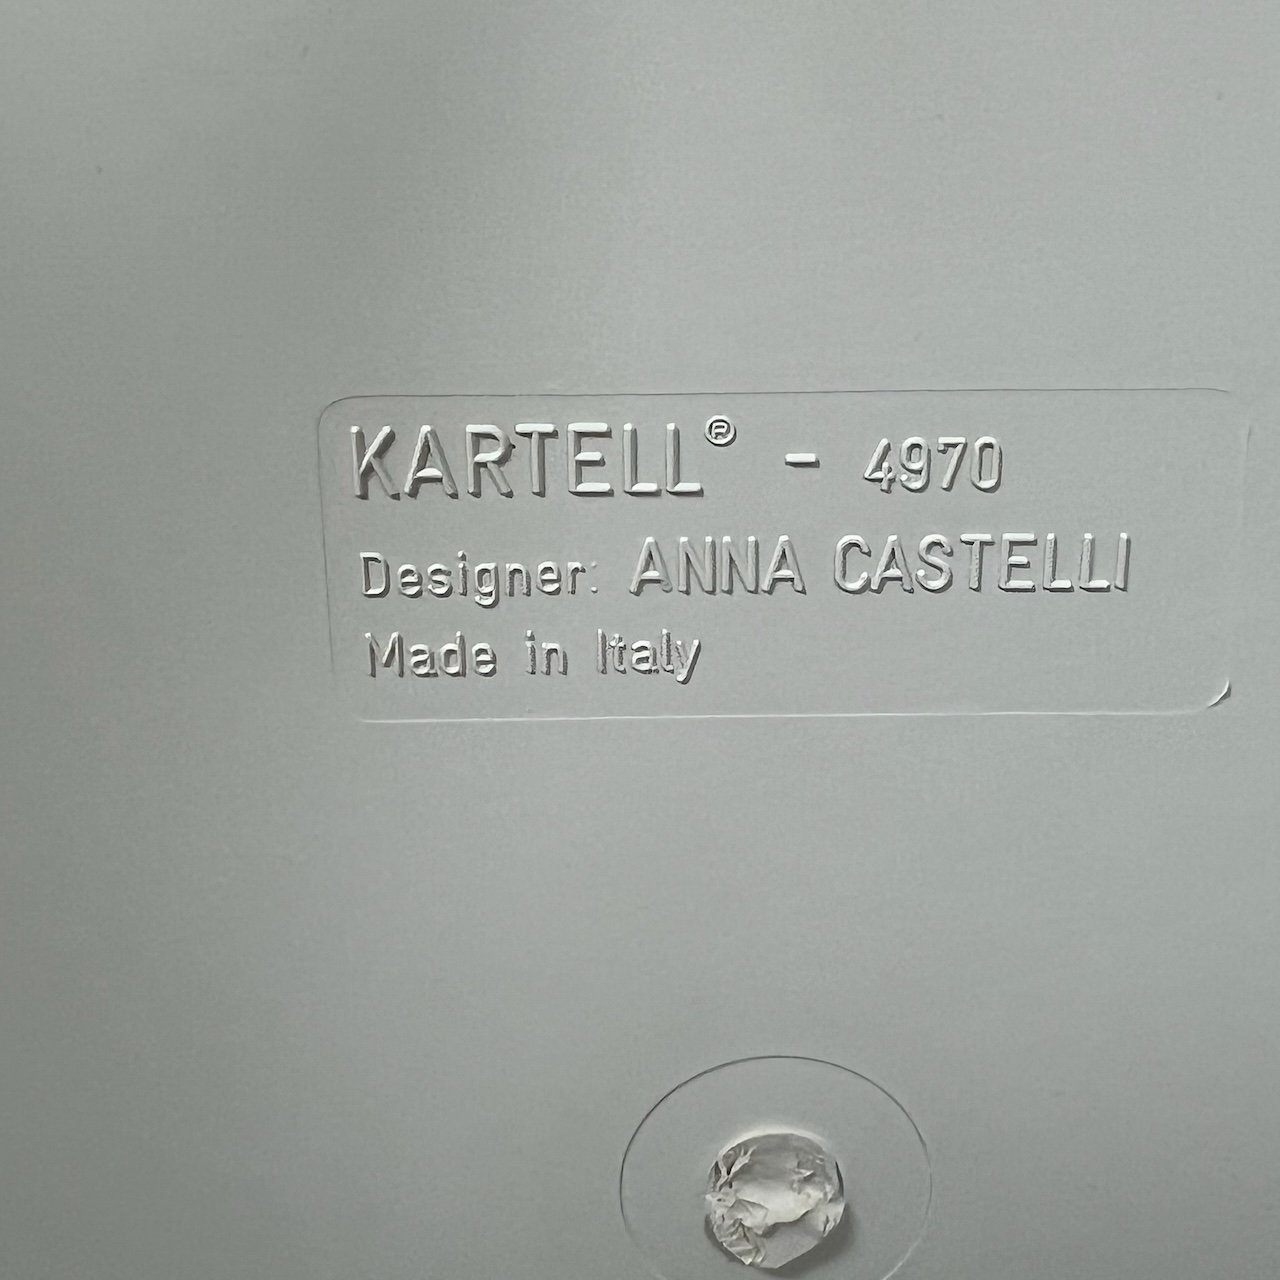 KARTELL® - 4970
Designer: ANNA CASTELLI
Made in Italy